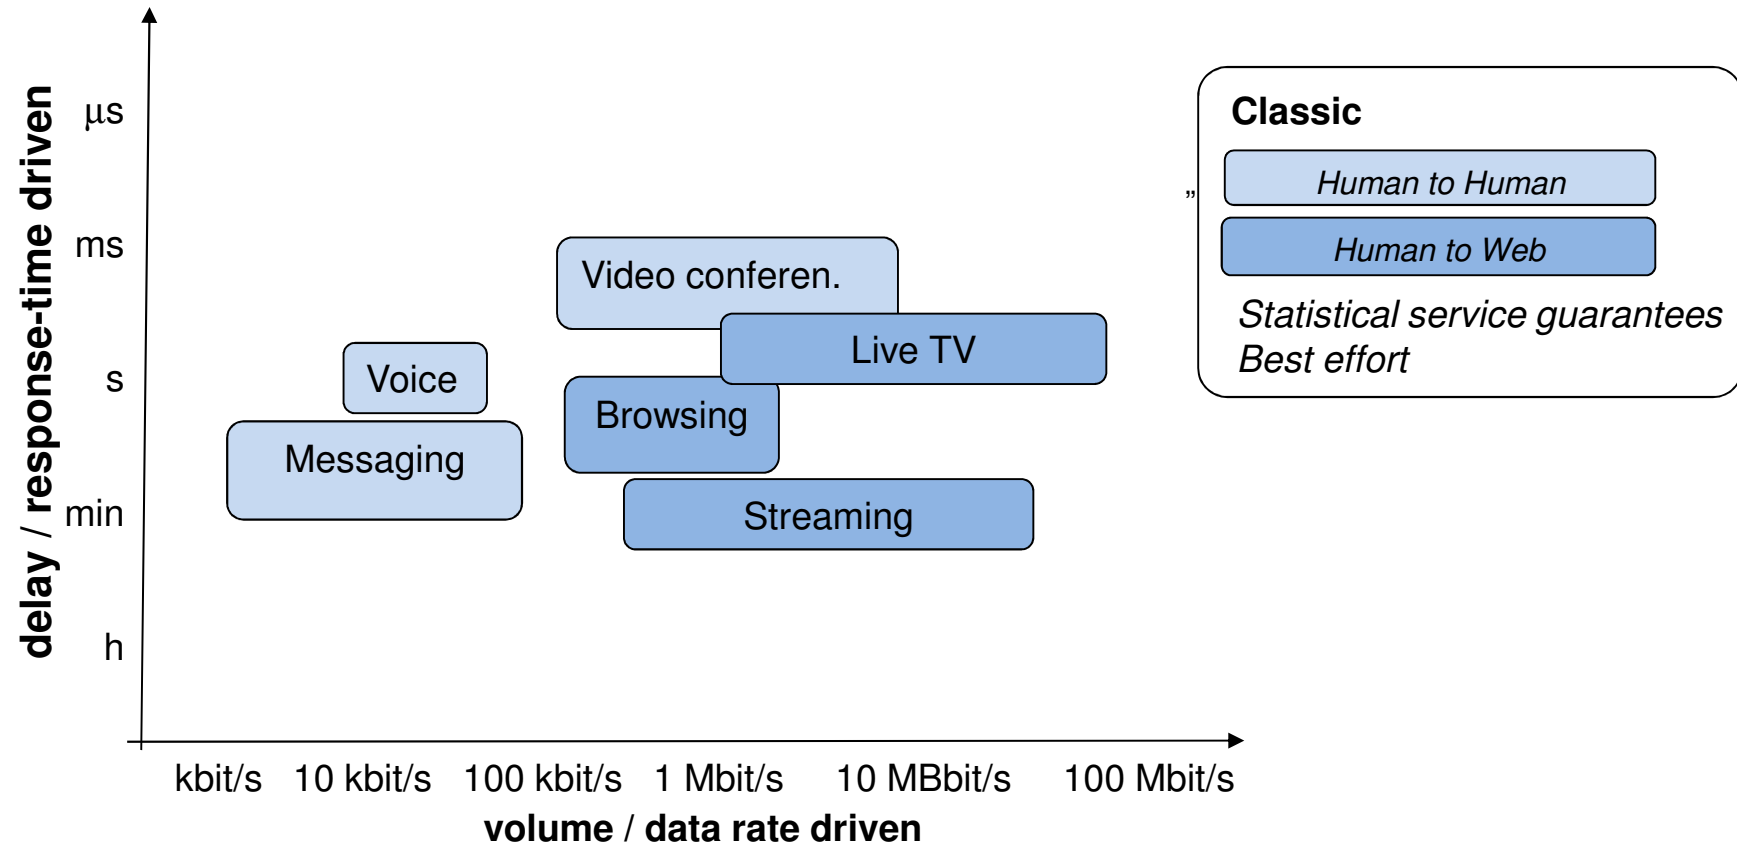 delay / response-time driven
μs
ms
s
min
h
Video conferen.
Live TV
Voice
Browsing
Messaging
Streaming
kbit/s 10 kbit/s 100 kbit/s 1 Mbit/s 10 MBbit/s 100 Mbit/s
volume / data rate driven
„
Classic
Human to Human
Human to Web
Statistical service guarantees
Best effort